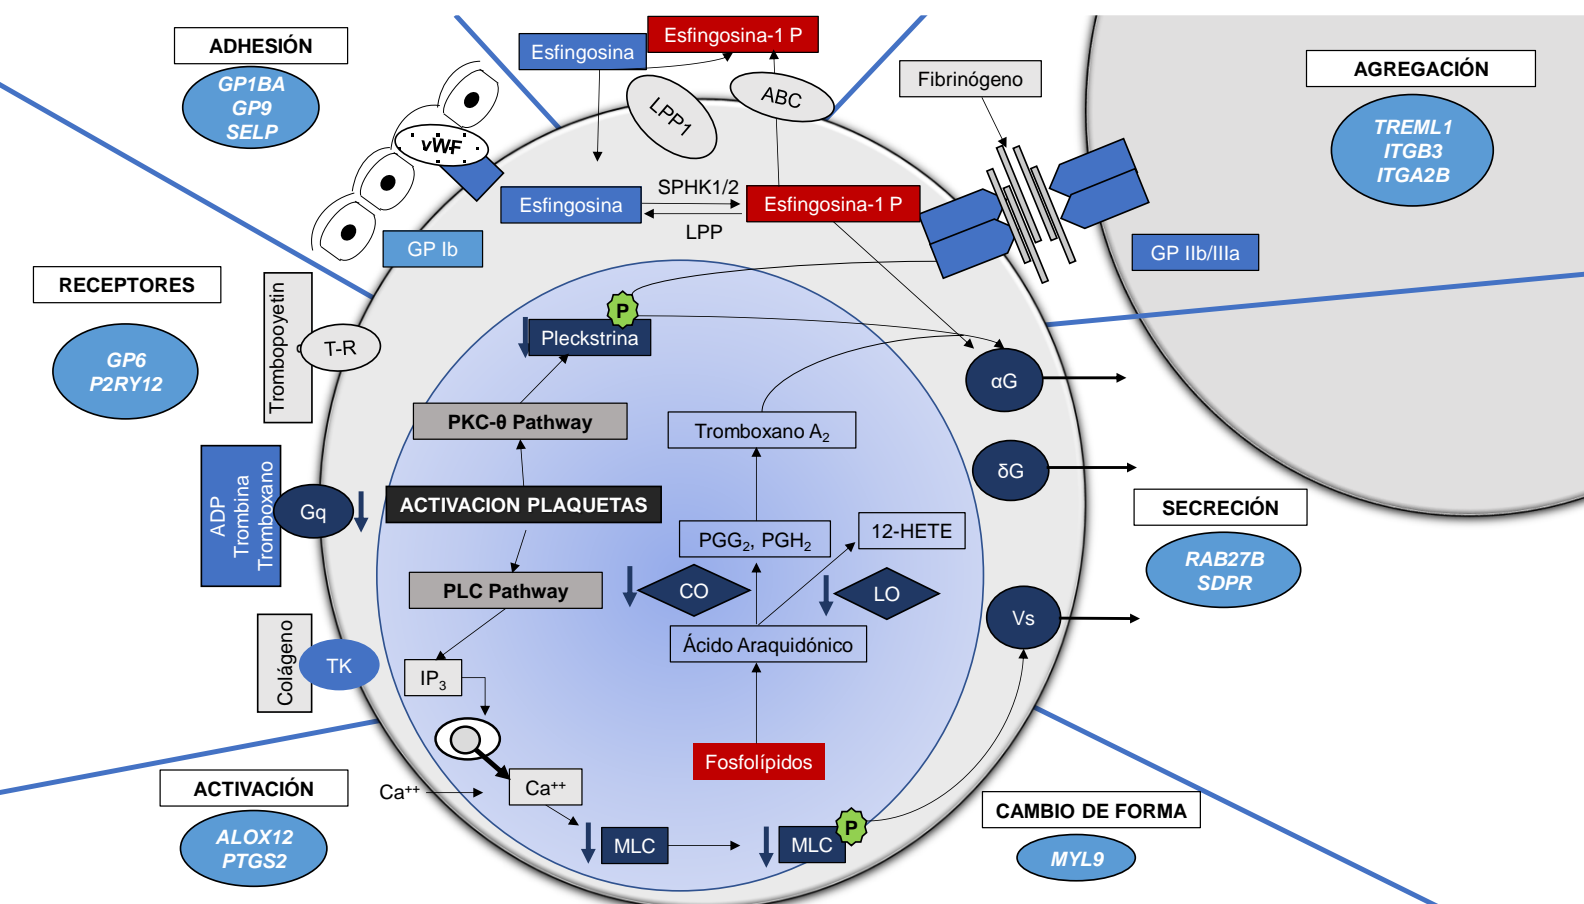 ADHESIÓN
GP1BA
GP9
SELP
Esfingosina
Esfingosina-1 P
LPP1
ABC
Fibrinógeno
AGREGACIÓN
TREML1
ITGB3
ITGA2B
vWF
Esfingosina
SPHK1/2
LPP
Esfingosina-1 P
GP Ib
GP IIb/IIIa
RECEPTORES
GP6
P2RY12
Trombopoyetin
T-R
P
Pleckstrina
αG
PKC-θ Pathway
Tromboxano A₂
δG
ADP
Trombina
Tromboxano
Gq
ACTIVACION PLAQUETAS
SECRECIÓN
RAB27B
SDPR
PGG₂, PGH₂
12-HETE
PLC Pathway
CO
LO
Vs
Colágeno
TK
Ácido Araquidónico
IP₃
Fosfolípidos
ACTIVACIÓN
ALOX12
PTGS2
Ca⁺⁺
Ca⁺⁺
MLC
MLC
P
CAMBIO DE FORMA
MYL9